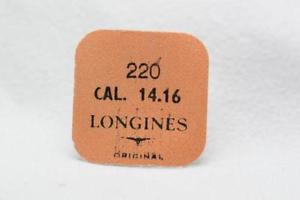 220
CAL. 14.16
LONGINES
ORIGINAL